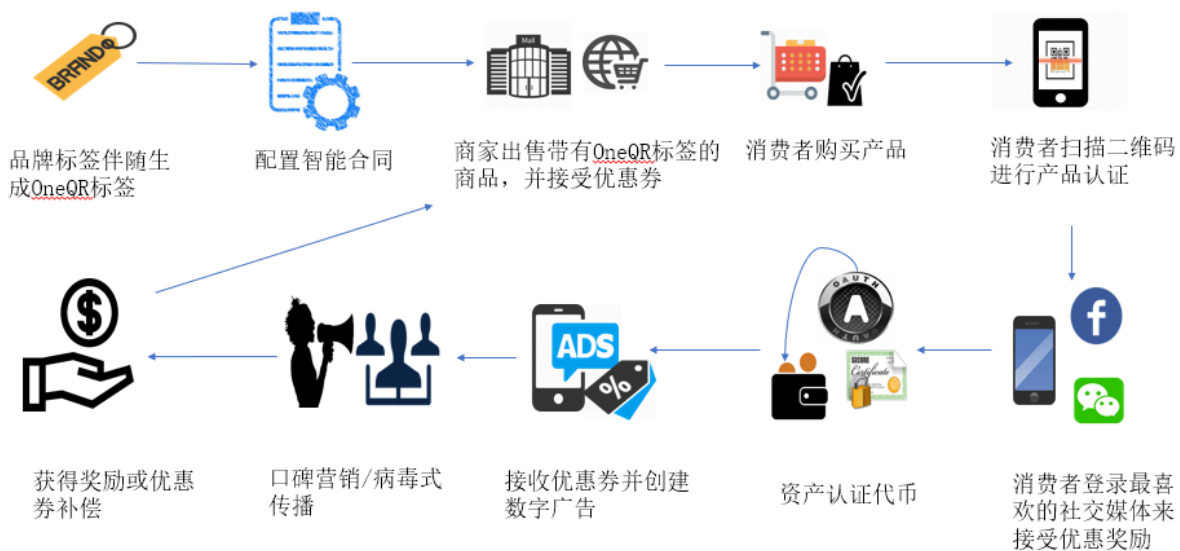 BRAND
Mall
品牌标签伴随生
成OneQR标签
配置智能合同
商家出售带有OneQR标签的
商品，并接受优惠券
消费者购买产品
消费者扫描二维码
进行产品认证
$
ADS
%
OAUTH
A
AUTH
SECURE
Certificate
f
获得奖励或优惠
券补偿
口碑营销/病毒式
传播
接收优惠券并创建
数字广告
资产认证代币
消费者登录最喜
欢的社交媒体来
接受优惠奖励